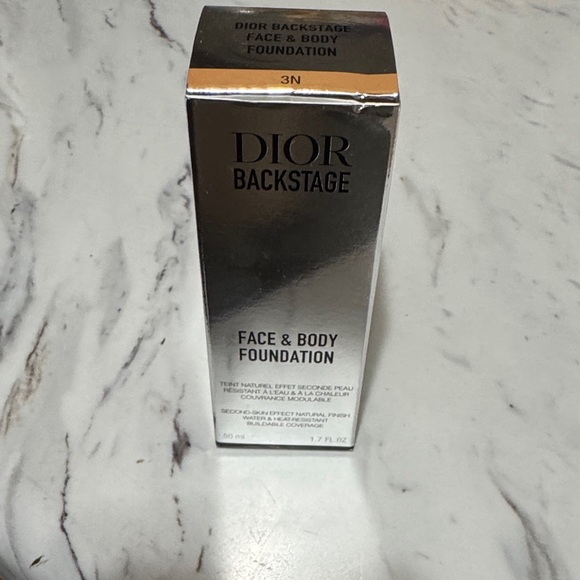 DIOR BACKSTAGE
FACE & BODY
FOUNDATION
3N
DIOR
BACKSTAGE
FACE & BODY
FOUNDATION
TEINT NATUREL EFFET SECONDE PEAU
RÉSISTANT À L'EAU & À LA CHALEUR
COUVRANCE MODULABLE
SECOND-SKIN EFFECT NATURAL FINISH
WATER & HEAT-RESISTANT
BUILDABLE COVERAGE
50 ml 1.7 FL.OZ